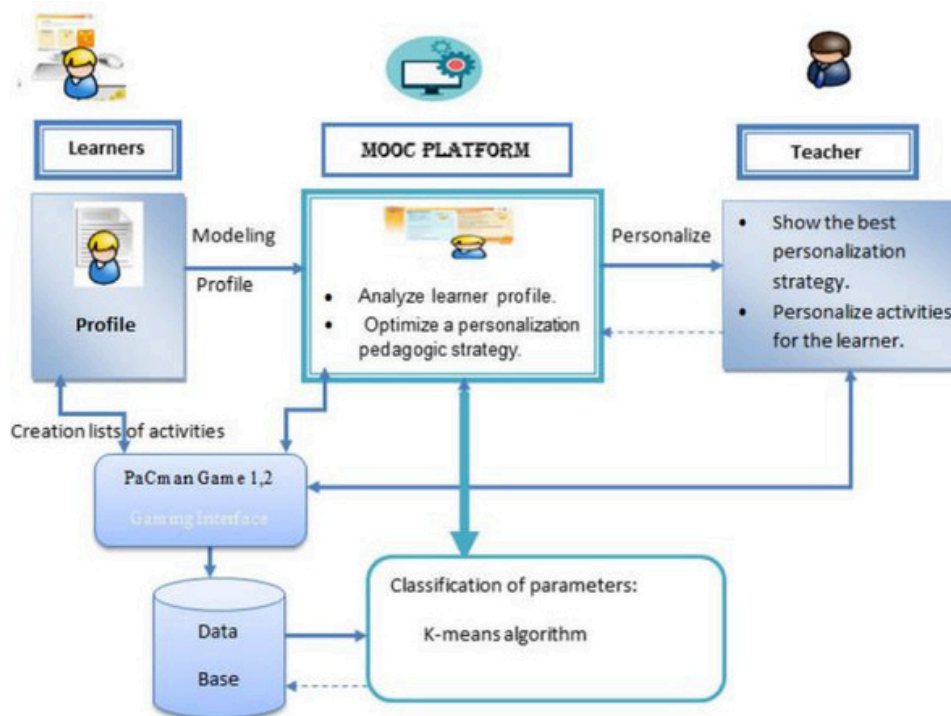 Learners
MOOC PLATFORM
Teacher
Modeling
Profile
Profile
• Analyze learner profile.
• Optimize a personalization
pedagogic strategy.
Personalize
• Show the best
personalization
strategy.
• Personalize activities
for the learner.
Creation lists of activities
PaCman Game 1,2
Gaming Interface
Data
Base
Classification of parameters:
K-means algorithm